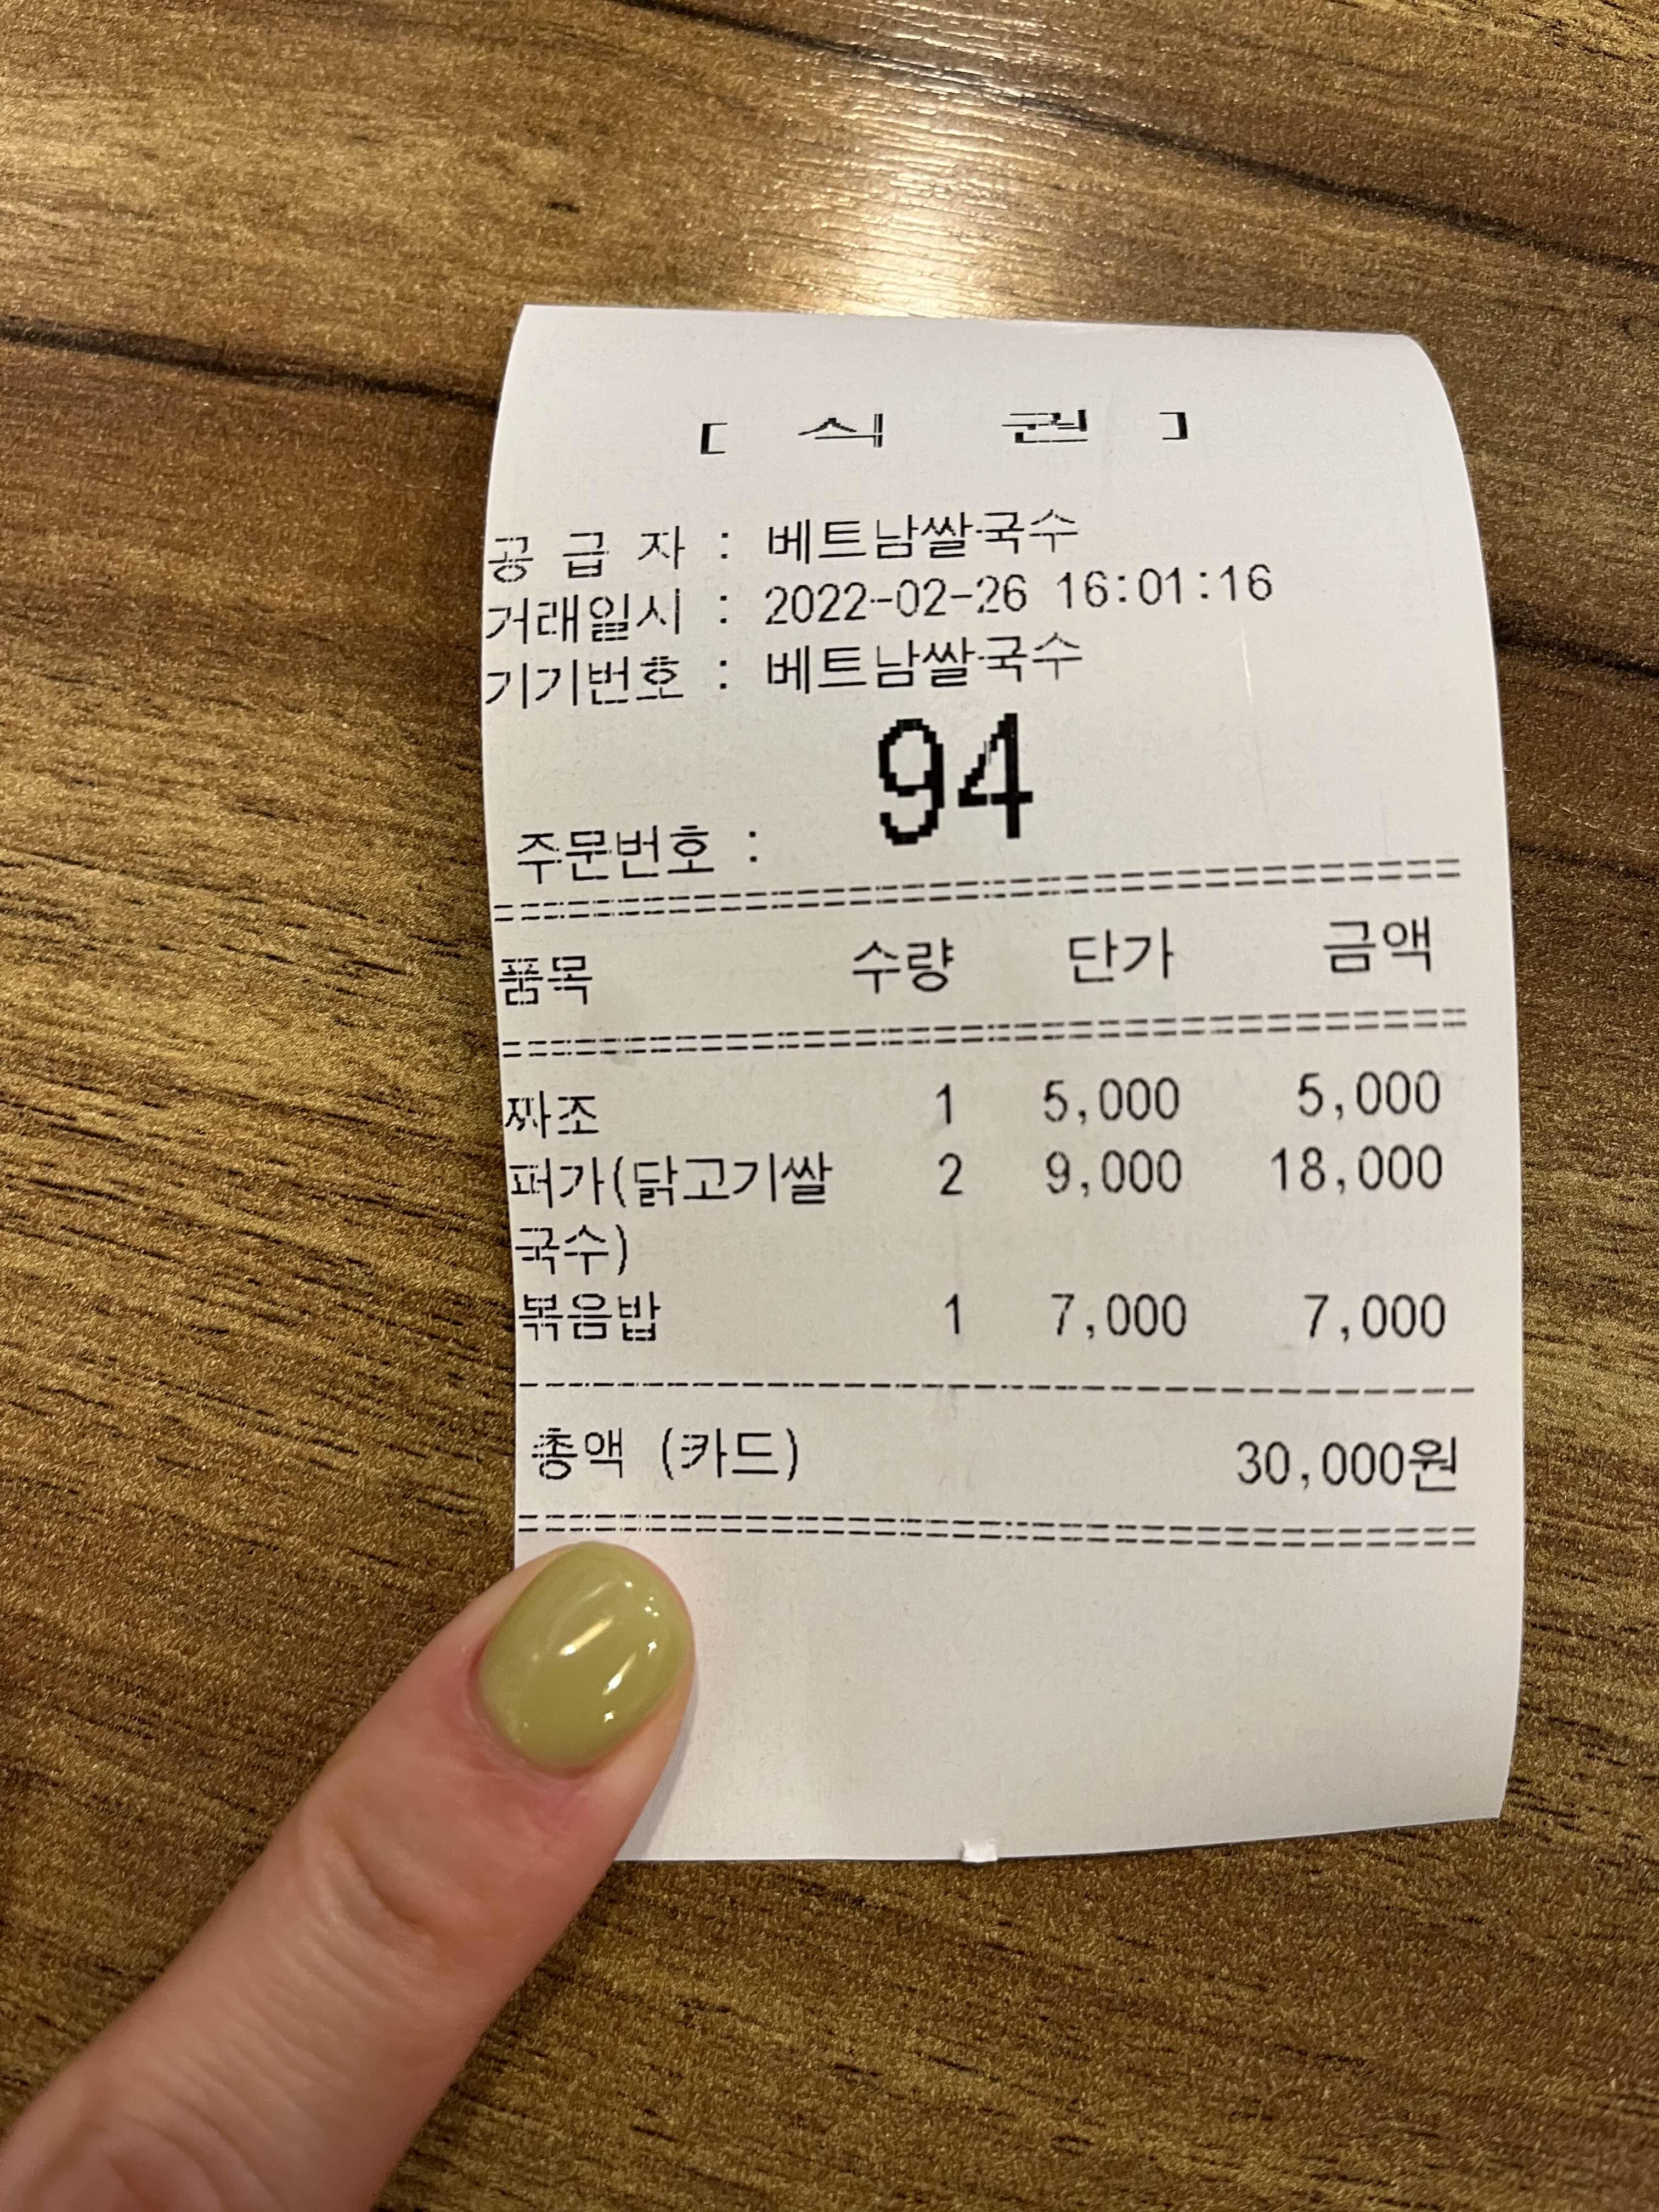 [ 식 권 ]
공 급 자 : 베트남쌀국수
거래일시 : 2022-02-26 16:01:16
기기번호 : 베트남쌀국수
주문번호 : 94
품목 수량 단가 금액
짜조 1 5,000 5,000
퍼가(닭고기쌀 2 9,000 18,000
국수)
볶음밥 1 7,000 7,000
총액 (카드) 30,000원